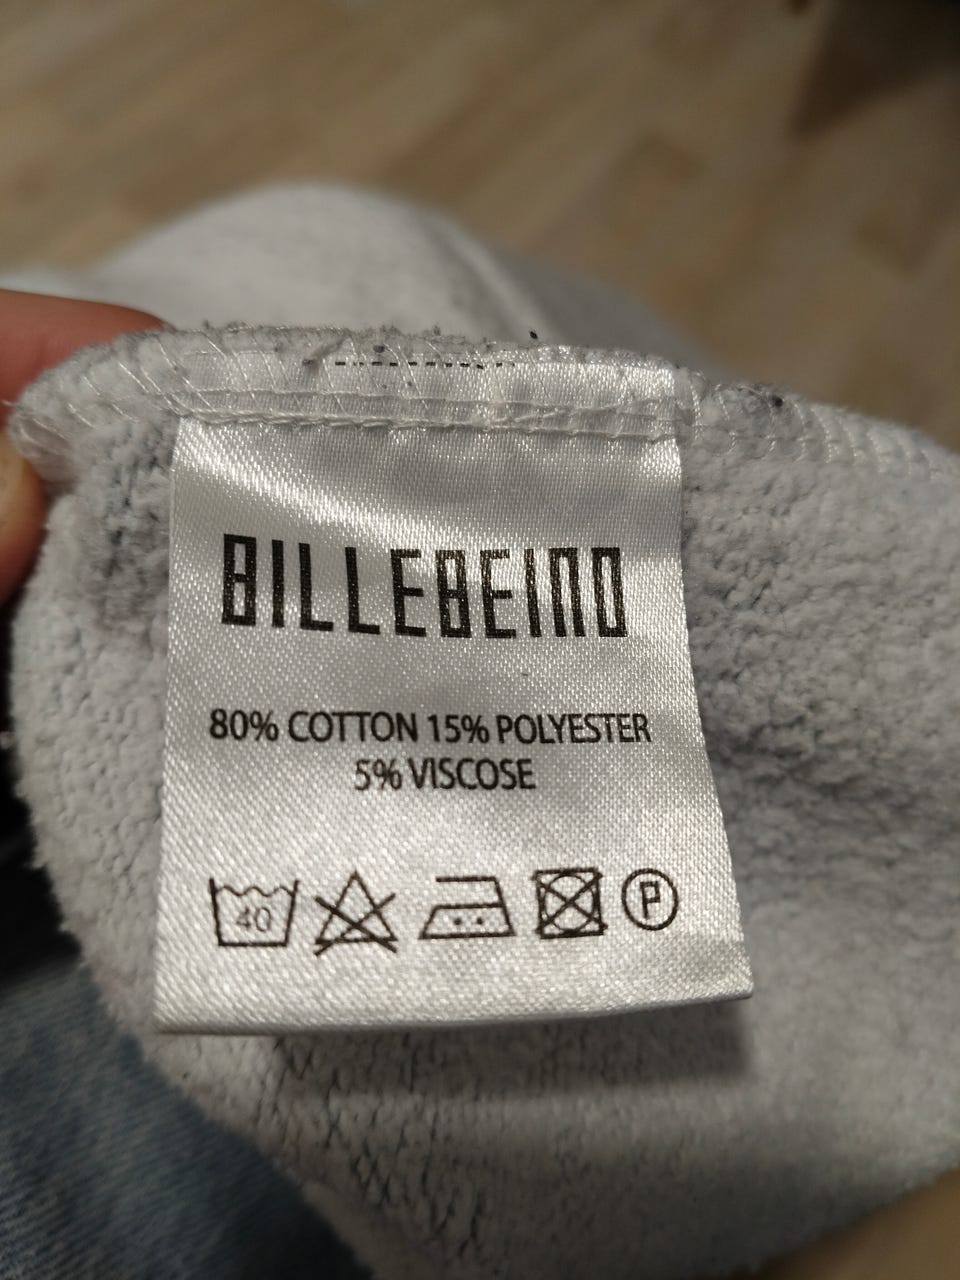 BILLEBEINO
80% COTTON 15% POLYESTER
5% VISCOSE
40 P